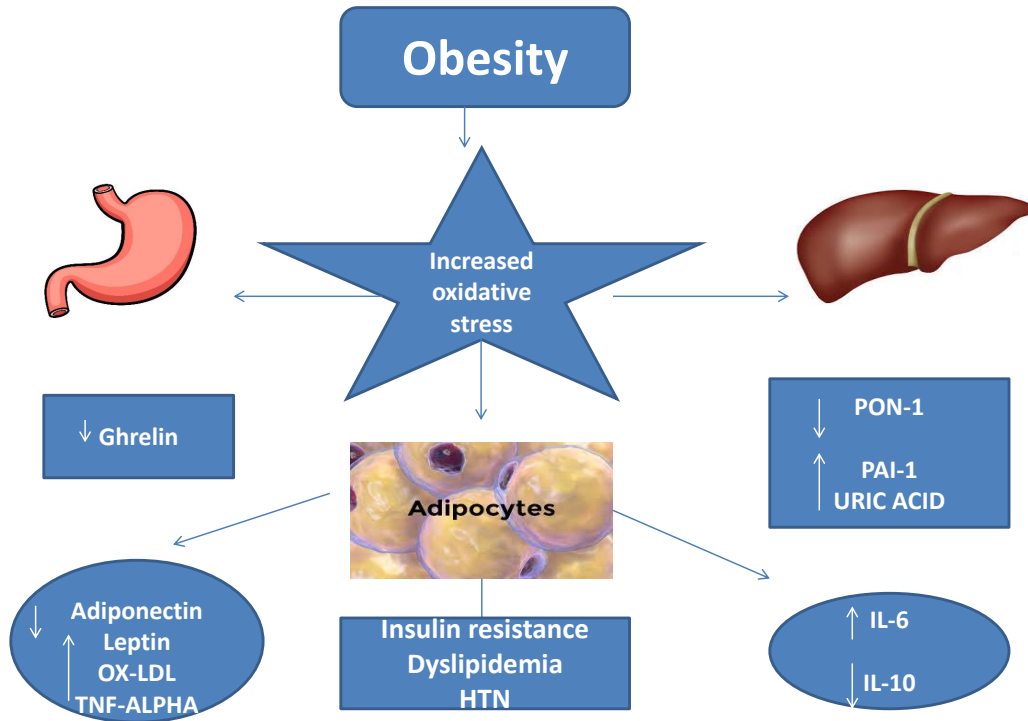 Obesity
Increased
oxidative
stress
↓ Ghrelin
↓ PON-1
↑ PAI-1
URIC ACID
Adipocytes
↓ Adiponectin
↑ Leptin
OX-LDL
TNF-ALPHA
Insulin resistance
Dyslipidemia
HTN
↑ IL-6
↓ IL-10